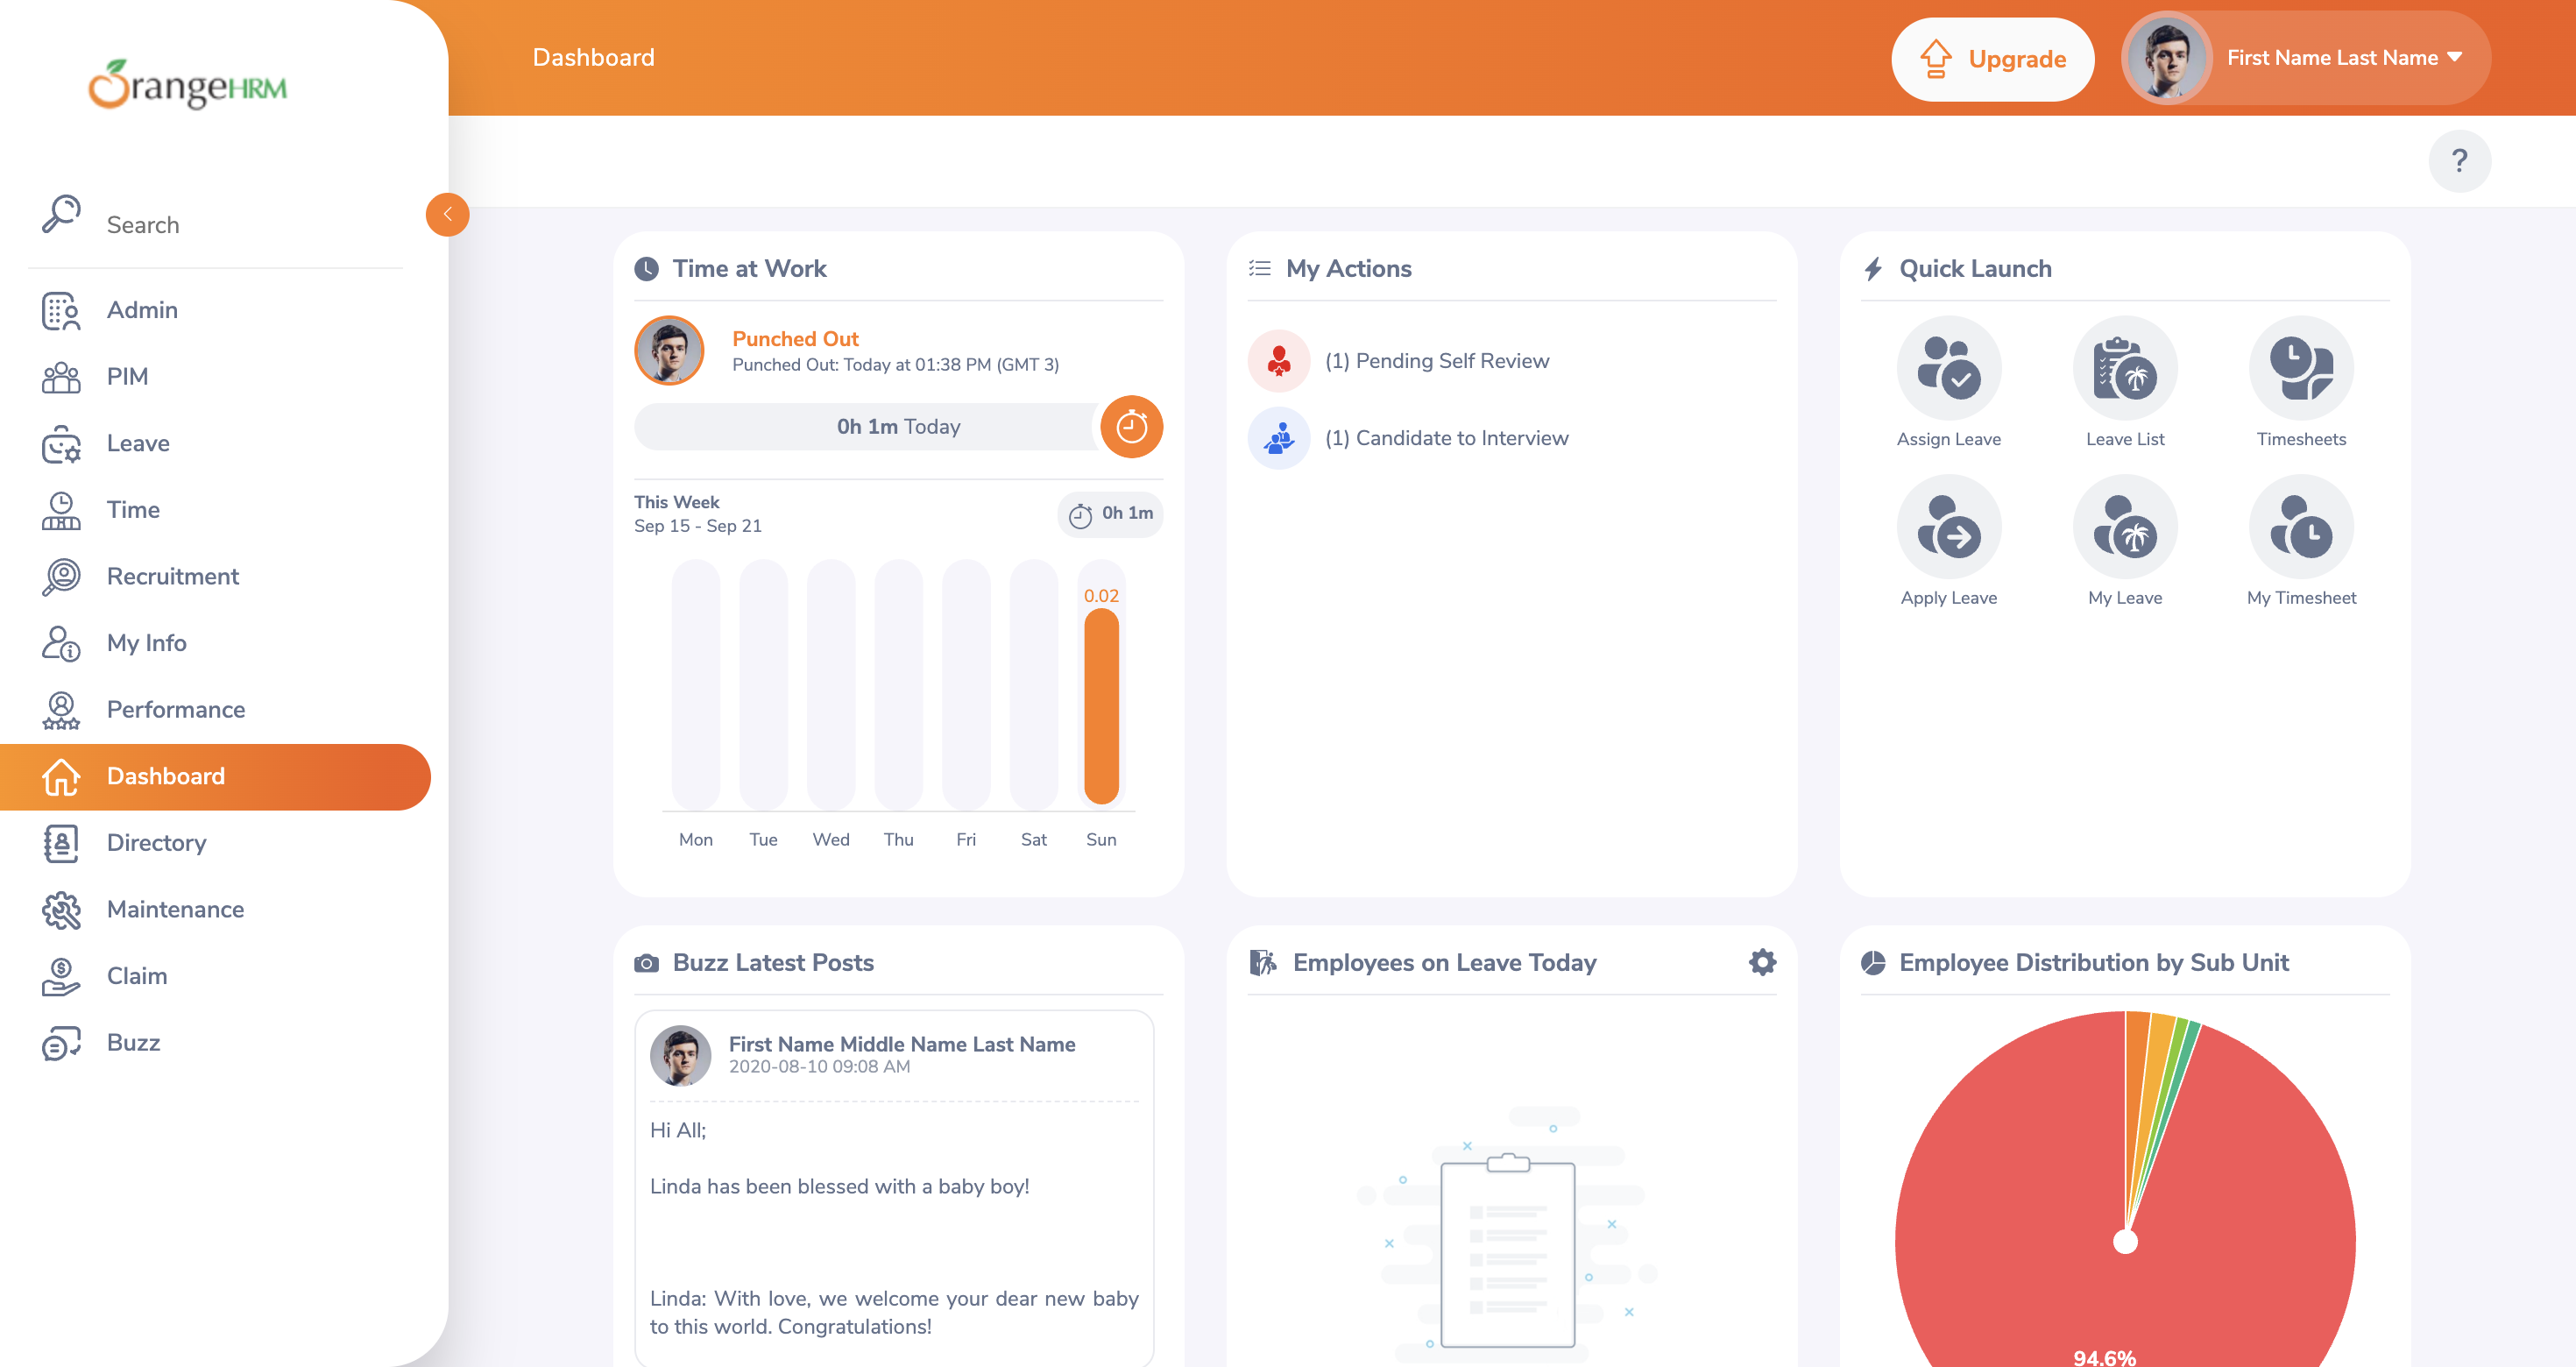 OrangeHRM
Search
Admin
PIM
Leave
Time
Recruitment
My Info
Performance
Dashboard
Directory
Maintenance
Claim
Buzz
Dashboard
Upgrade
First Name Last Name
?
Time at Work
Punched Out
Punched Out: Today at 01:38 PM (GMT 3)
0h 1m Today
This Week
Sep 15 - Sep 21
0h 1m
0.02
Mon Tue Wed Thu Fri Sat Sun
My Actions
(1) Pending Self Review
(1) Candidate to Interview
Quick Launch
Assign Leave Leave List Timesheets
Apply Leave My Leave My Timesheet
Buzz Latest Posts
First Name Middle Name Last Name
2020-08-10 09:08 AM
Hi All;
Linda has been blessed with a baby boy!
Linda: With love, we welcome your dear new baby
to this world. Congratulations!
Employees on Leave Today
Employee Distribution by Sub Unit
94.6%